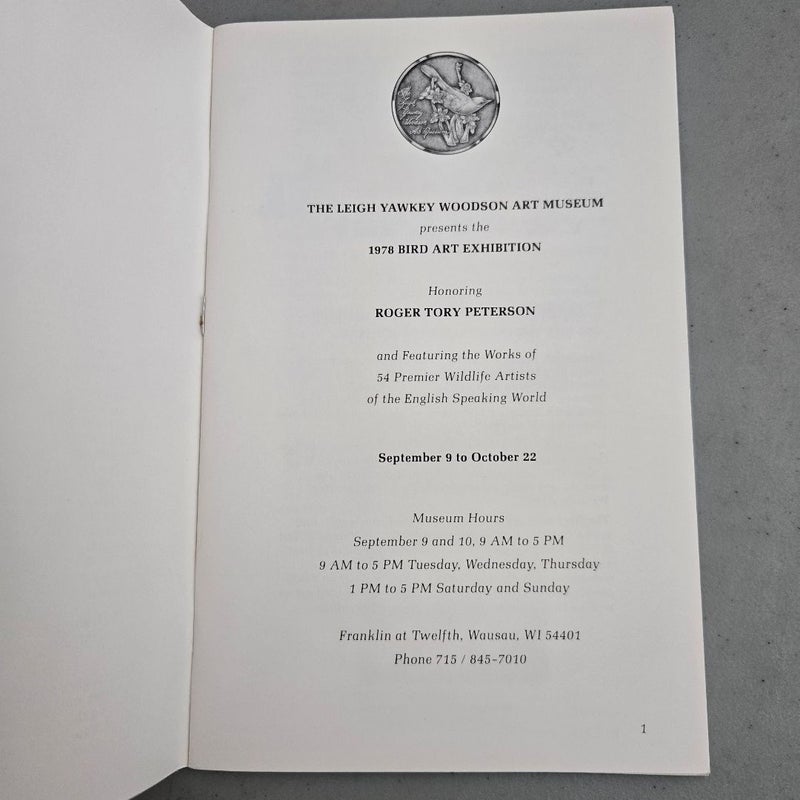 THE LEIGH YAWKEY WOODSON ART MUSEUM
presents the
1978 BIRD ART EXHIBITION
Honoring
ROGER TORY PETERSON
and Featuring the Works of
54 Premier Wildlife Artists
of the English Speaking World
September 9 to October 22
Museum Hours
September 9 and 10, 9 AM to 5 PM
9 AM to 5 PM Tuesday, Wednesday, Thursday
1 PM to 5 PM Saturday and Sunday
Franklin at Twelfth, Wausau, WI 54401
Phone 715 / 845-7010
1